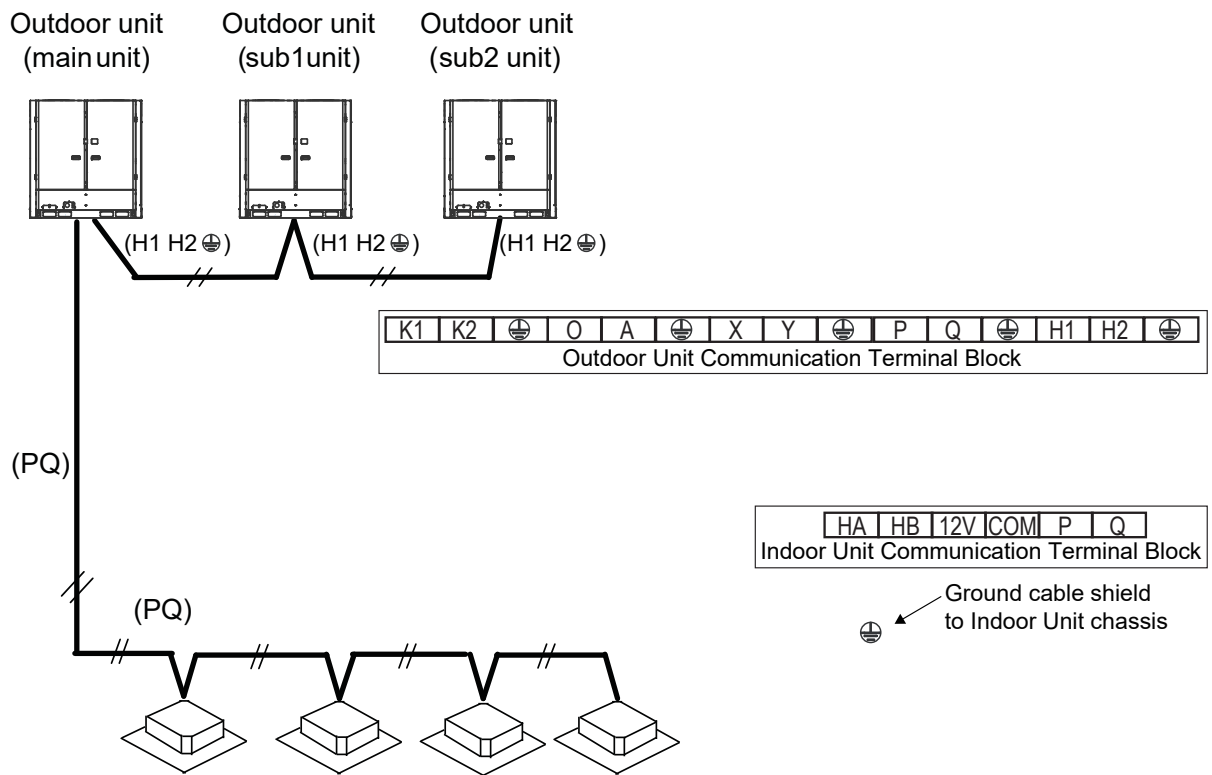 Outdoor unit
(main unit)
Outdoor unit
(sub1unit)
Outdoor unit
(sub2 unit)
(H1 H2 ⏚)
(H1 H2 ⏚)
(H1 H2 ⏚)
K1 K2 ⏚ O A ⏚ X Y ⏚ P Q ⏚ H1 H2 ⏚
Outdoor Unit Communication Terminal Block
(PQ)
HA HB 12V COM P Q
Indoor Unit Communication Terminal Block
Ground cable shield
to Indoor Unit chassis
⏚
(PQ)